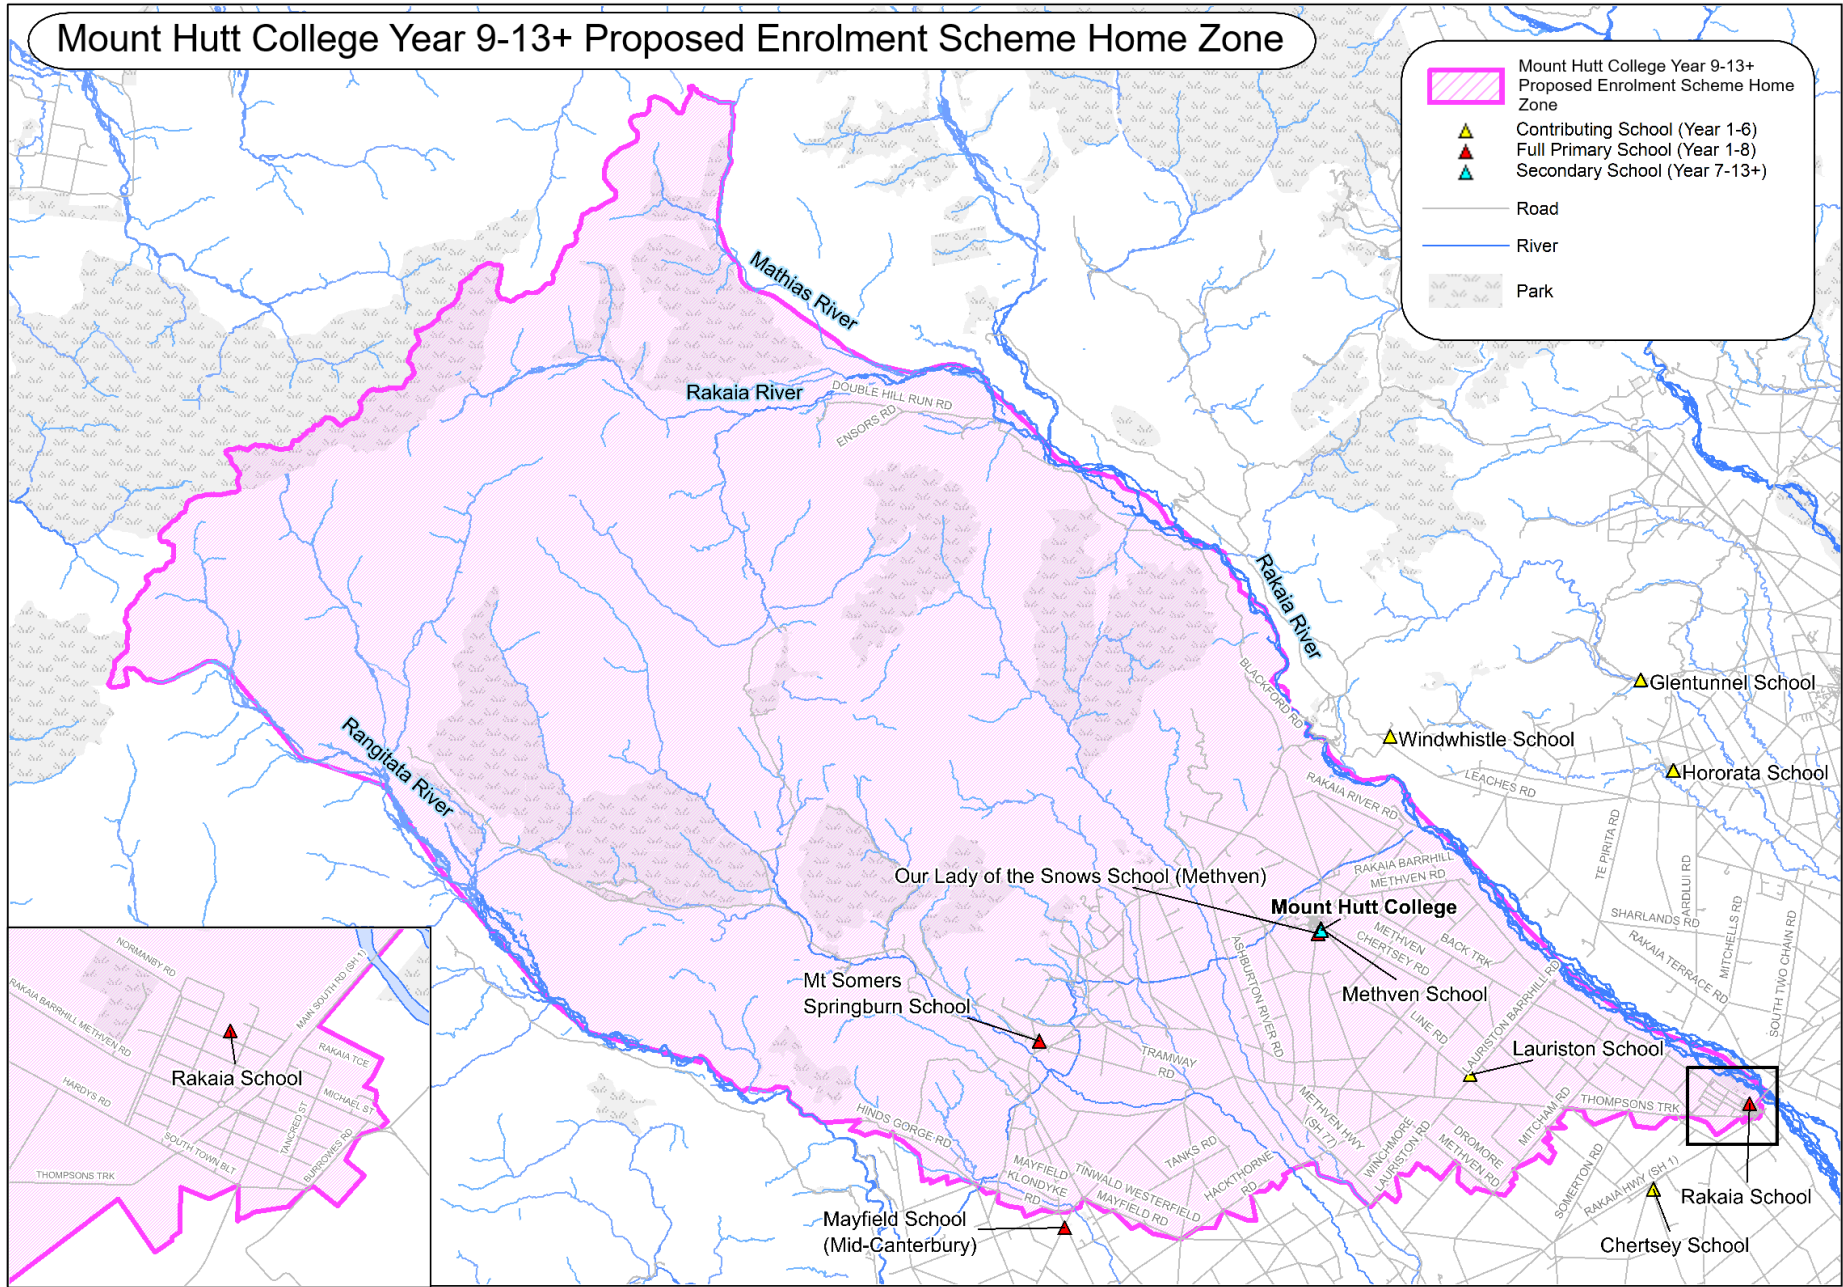 Mount Hutt College Year 9-13+ Proposed Enrolment Scheme Home Zone
Mount Hutt College Year 9-13+
Proposed Enrolment Scheme Home
Zone
Contributing School (Year 1-6)
Full Primary School (Year 1-8)
Secondary School (Year 7-13+)
Road
River
Park
Mathias River
Rakaia River
DOUBLE HILL RUN RD
ENSORS RD
Rakaia River
BLACKFORD RD
Glentunnel School
Windwhistle School
Hororata School
LEACHES RD
RAKAIA RIVER RD
Rangitata River
TE PIRITA RD
ARDLUI RD
MITCHELLS RD
SHARLANDS RD
SOUTH TWO CHAIN RD
RAKAIA TERRACE RD
RAKAIA BARRHILL
METHVEN RD
Our Lady of the Snows School (Methven)
Mount Hutt College
METHVEN
CHERTSEY RD
BACK TRK
ASHBURTON RIVER RD
Mt Somers
Springburn School
Methven School
LINE RD
LAURISTON BARRHILL RD
Lauriston School
TRAMWAY
RD
THOMPSONS TRK
MITCHAM RD
METHVEN HWY
(SH 77)
WINCHMORE
LAURISTON RD
DROMORE
METHVEN RD
HINDS GORGE RD
TANKS RD
HACKTHORNE
RD
MAYFIELD
KLONDYKE
RD
TINWALD WESTERFIELD
MAYFIELD RD
SOMERTON RD
RAKAIA HWY (SH 1)
Rakaia School
Chertsey School
Mayfield School
(Mid-Canterbury)
NORMANBY RD
MAIN SOUTH RD (SH 1)
RAKAIA BARRHILL METHVEN RD
RAKAIA TCE
Rakaia School
HARDYS RD
MICHAEL ST
TANCRED ST
SOUTH TOWN BLT
BURROWES RD
THOMPSONS TRK